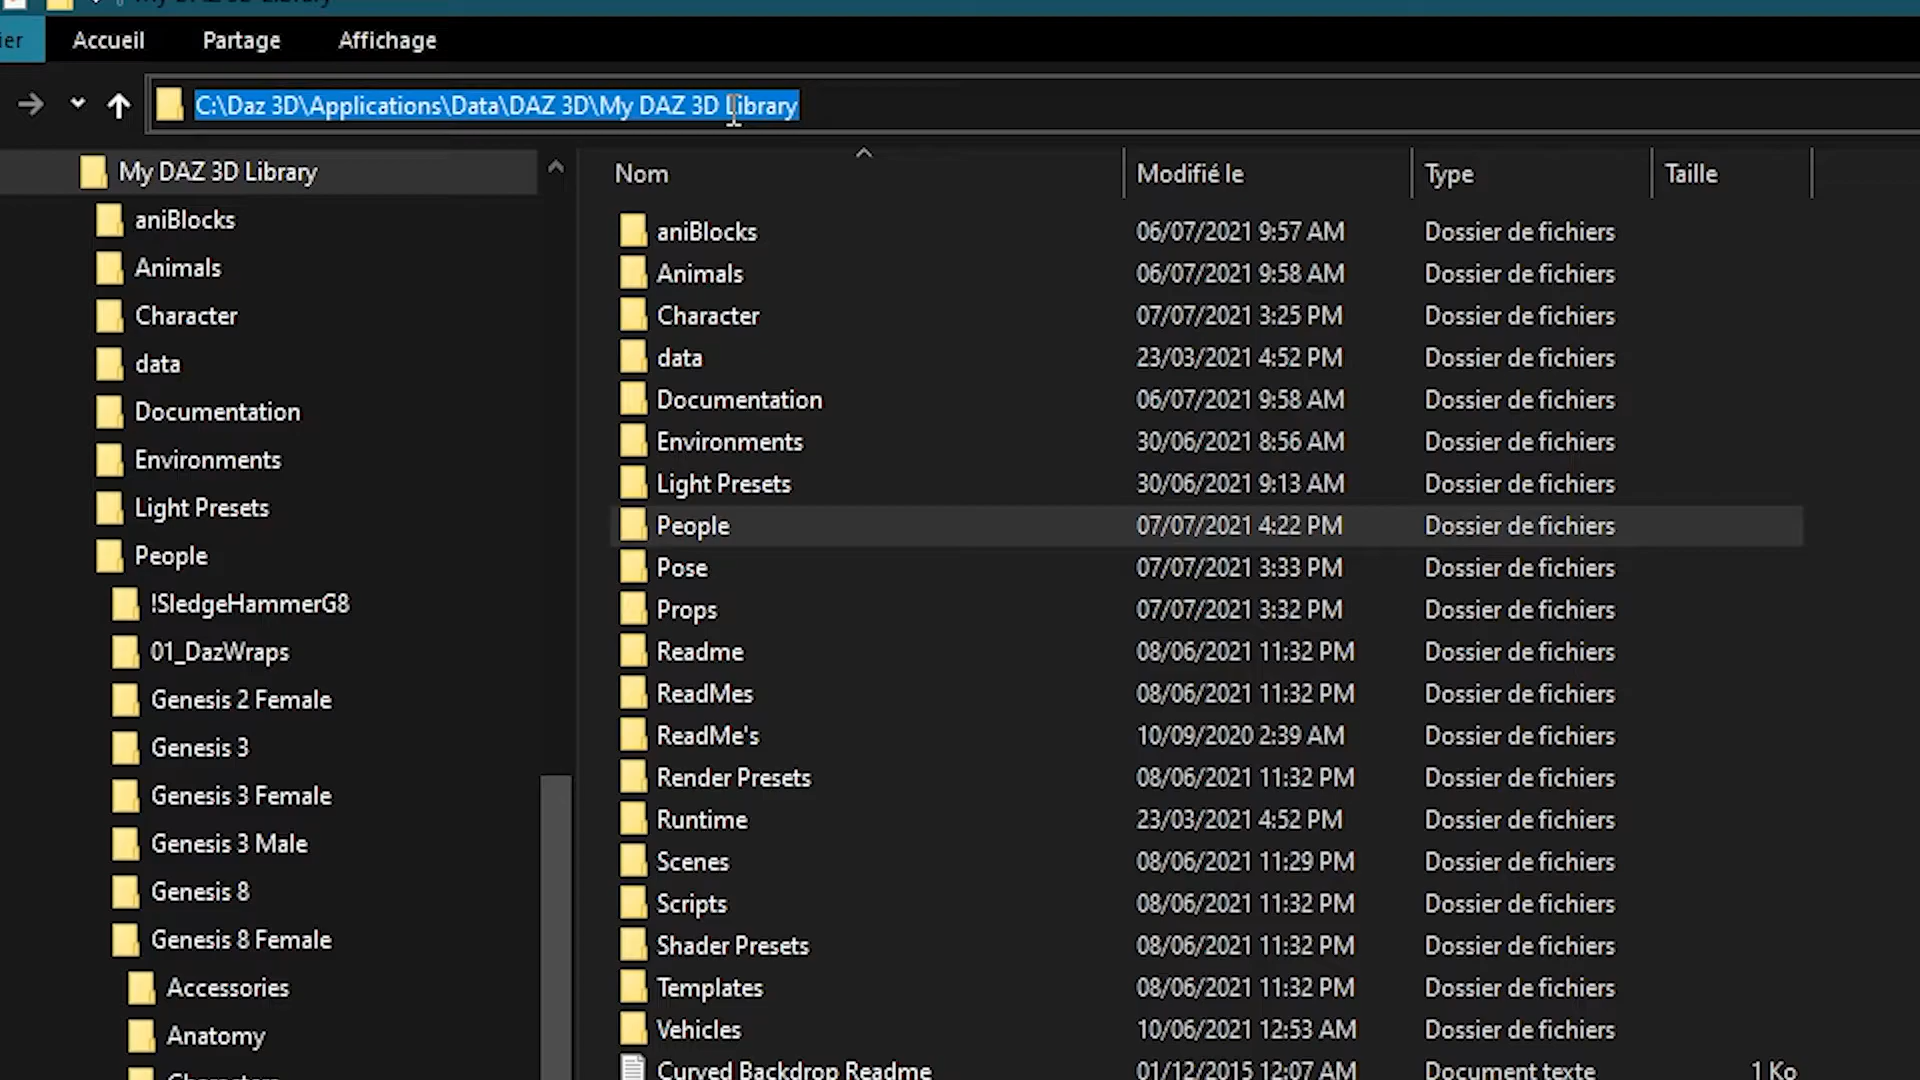 My DAZ 3D Library
ier Accueil Partage Affichage
C:\Daz 3D\Applications\Data\DAZ 3D\My DAZ 3D Library
My DAZ 3D Library
aniBlocks
Animals
Character
data
Documentation
Environments
Light Presets
People
!SledgeHammerG8
01_DazWraps
Genesis 2 Female
Genesis 3
Genesis 3 Female
Genesis 3 Male
Genesis 8
Genesis 8 Female
Accessories
Anatomy
Characters
Nom Modifié le Type Taille
aniBlocks 06/07/2021 9:57 AM Dossier de fichiers
Animals 06/07/2021 9:58 AM Dossier de fichiers
Character 07/07/2021 3:25 PM Dossier de fichiers
data 23/03/2021 4:52 PM Dossier de fichiers
Documentation 06/07/2021 9:58 AM Dossier de fichiers
Environments 30/06/2021 8:56 AM Dossier de fichiers
Light Presets 30/06/2021 9:13 AM Dossier de fichiers
People 07/07/2021 4:22 PM Dossier de fichiers
Pose 07/07/2021 3:33 PM Dossier de fichiers
Props 07/07/2021 3:32 PM Dossier de fichiers
Readme 08/06/2021 11:32 PM Dossier de fichiers
ReadMes 08/06/2021 11:32 PM Dossier de fichiers
ReadMe's 10/09/2020 2:39 AM Dossier de fichiers
Render Presets 08/06/2021 11:32 PM Dossier de fichiers
Runtime 23/03/2021 4:52 PM Dossier de fichiers
Scenes 08/06/2021 11:29 PM Dossier de fichiers
Scripts 08/06/2021 11:32 PM Dossier de fichiers
Shader Presets 08/06/2021 11:32 PM Dossier de fichiers
Templates 08/06/2021 11:32 PM Dossier de fichiers
Vehicles 10/06/2021 12:53 AM Dossier de fichiers
Curved Backdrop Readme 01/12/2015 12:07 AM Document texte 1 Ko